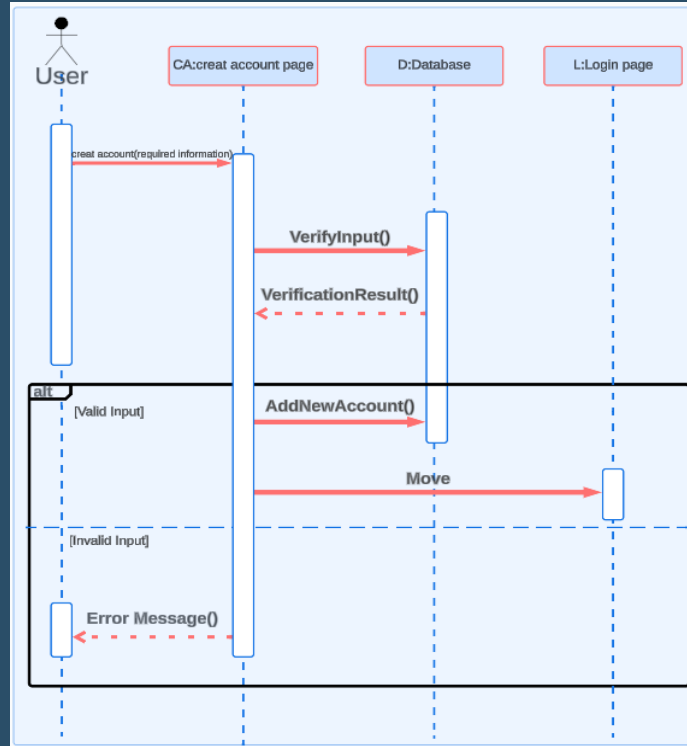 User
CA:creat account page
D:Database
L:Login page
creat account(required information)
VerifyInput()
VerificationResult()
alt
[Valid Input]
AddNewAccount()
Move
[Invalid Input]
Error Message()